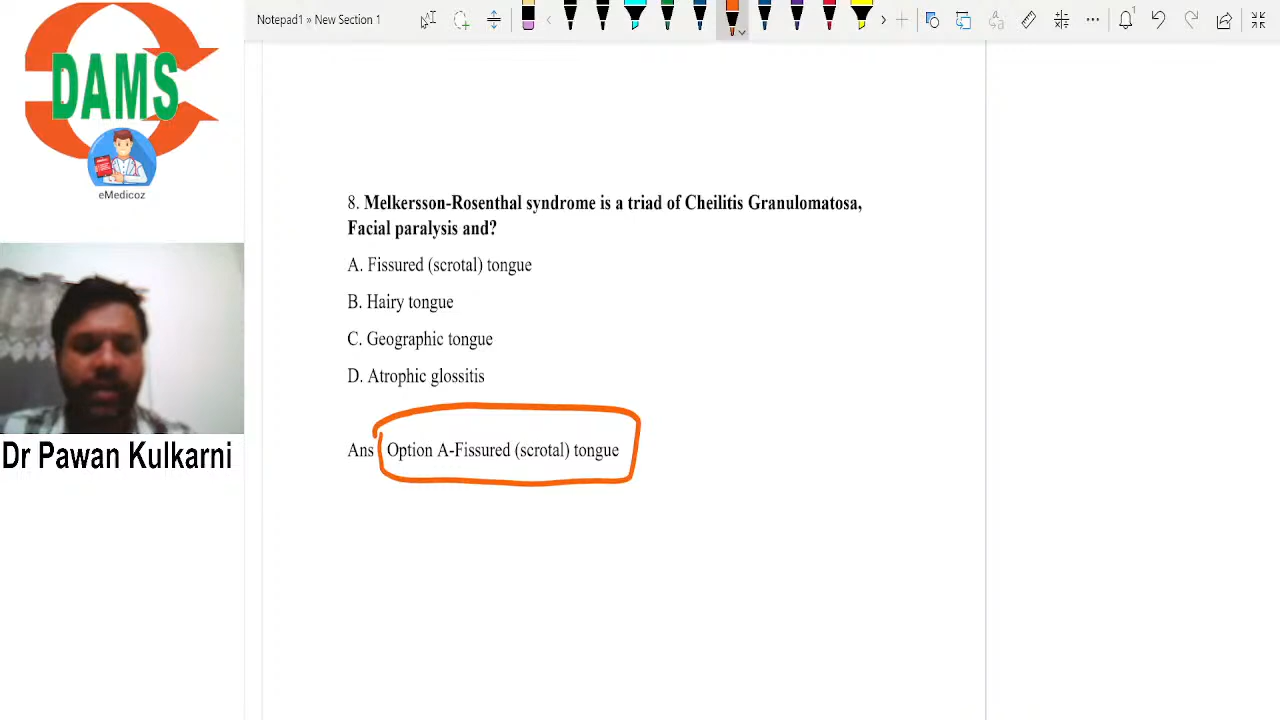 Notepad1 » New Section 1
DAMS
eMedicoz
8. Melkersson-Rosenthal syndrome is a triad of Cheilitis Granulomatosa,
Facial paralysis and?
A. Fissured (scrotal) tongue
B. Hairy tongue
C. Geographic tongue
D. Atrophic glossitis
Ans Option A-Fissured (scrotal) tongue
Dr Pawan Kulkarni